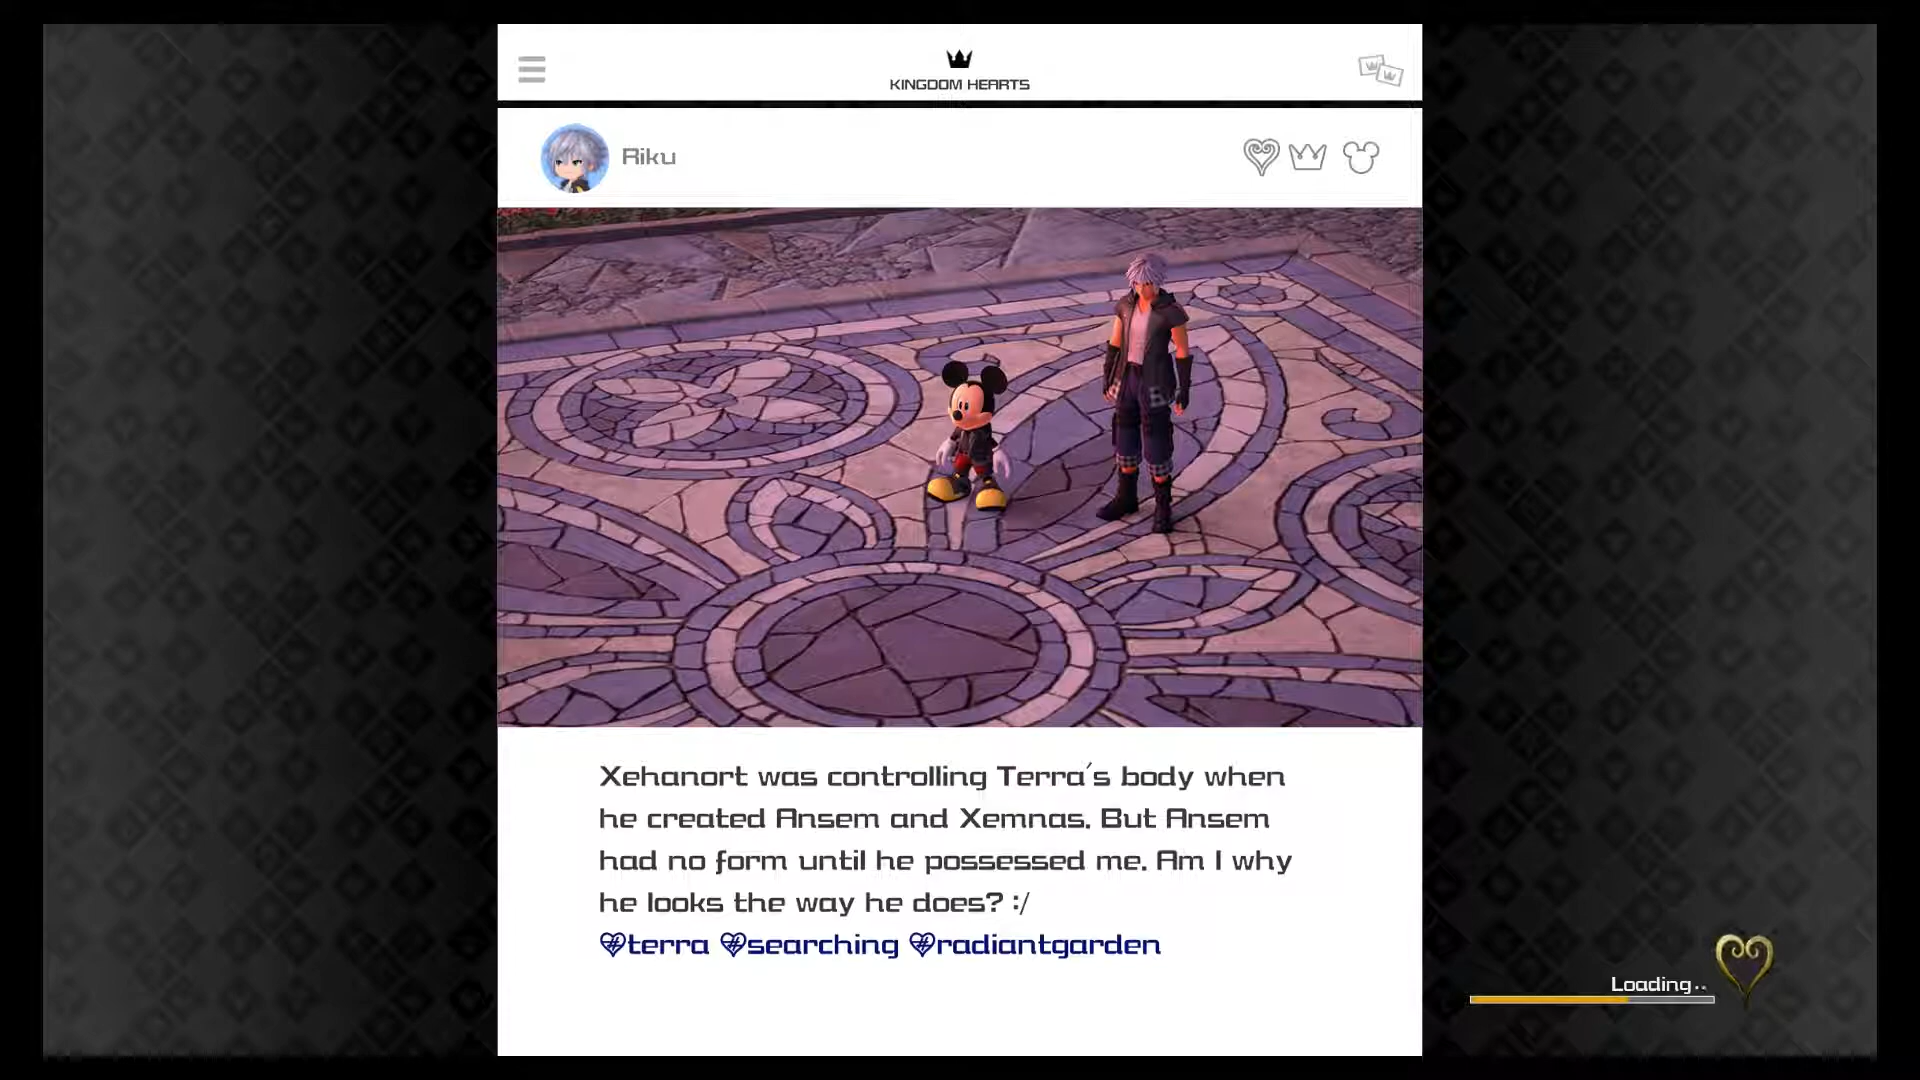 KINGDOM HEARTS
Riku
Xehanort was controlling Terra's body when
he created Ansem and Xemnas. But Ansem
had no form until he possessed me. Am I why
he looks the way he does? :/
#terra #searching #radiantgarden
Loading..